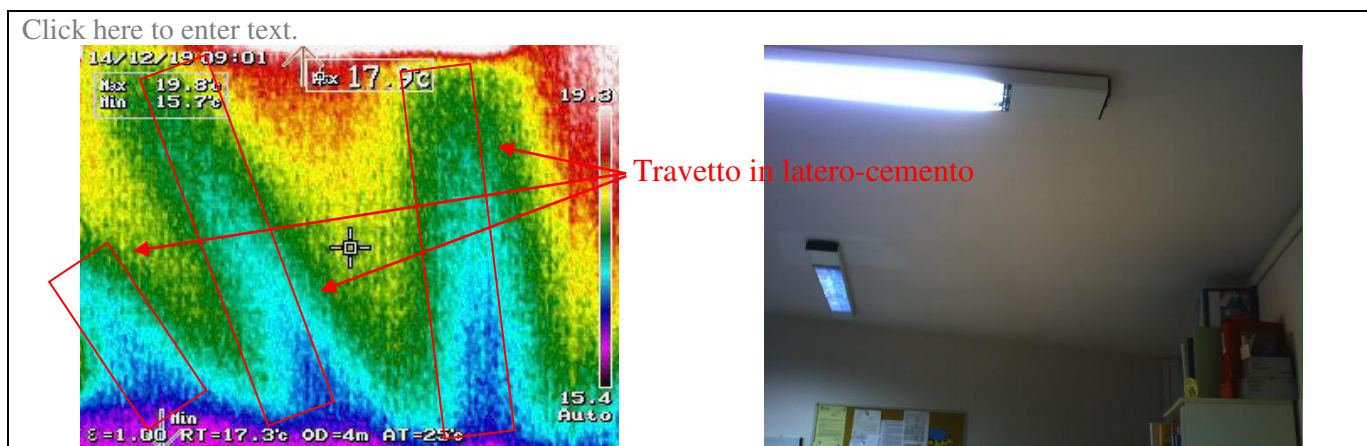 Click here to enter text.
14/12/19 09:01
Max 17.9℃
Max 19.8℃
Min 15.7℃
19.3
Travetto in latero-cemento
15.4
Auto
Min
ε=1.00 RT=17.3℃ OD=4m AT=25℃